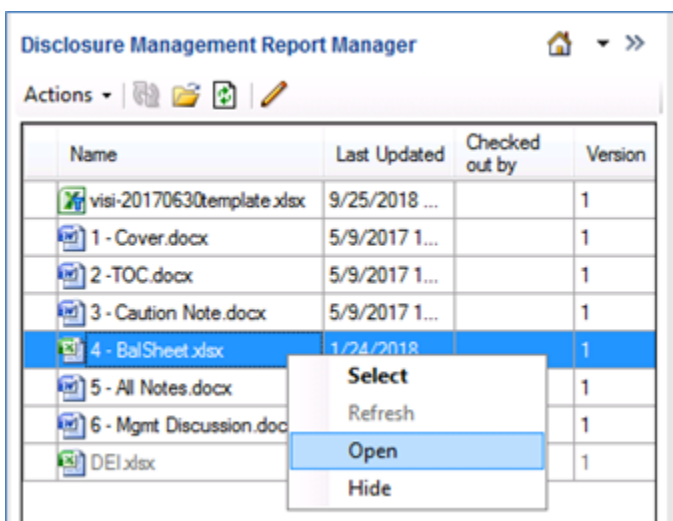 Disclosure Management Report Manager
Actions
Name Last Updated Checked out by Version
visi-20170630template.xlsx 9/25/2018 ... 1
1 - Cover.docx 5/9/2017 1... 1
2 -TOC.docx 5/9/2017 1... 1
3 - Caution Note.docx 5/9/2017 1... 1
4 - BalSheet.xlsx 1/24/2018 1
5 - All Notes.docx 1
6 - Mgmt Discussion.doc 1
DEI.xlsx 1
Select
Refresh
Open
Hide